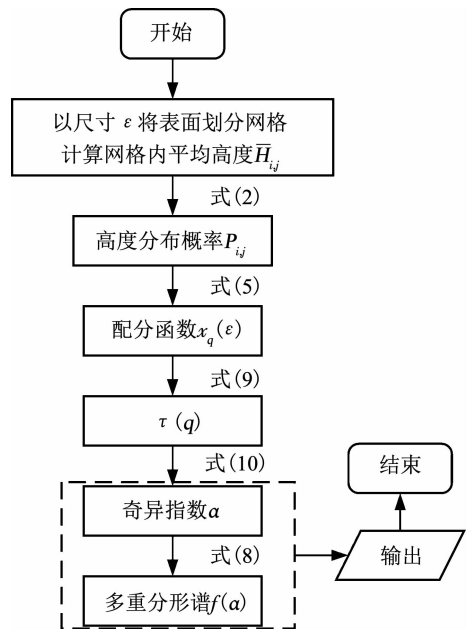 开始
以尺寸 ε 将表面划分网格
计算网格内平均高度H̅i,j
式(2)
高度分布概率Pi,j
式(5)
配分函数xq(ε)
式(9)
τ(q)
式(10)
奇异指数a
式(8)
多重分形谱f(a)
输出
结束